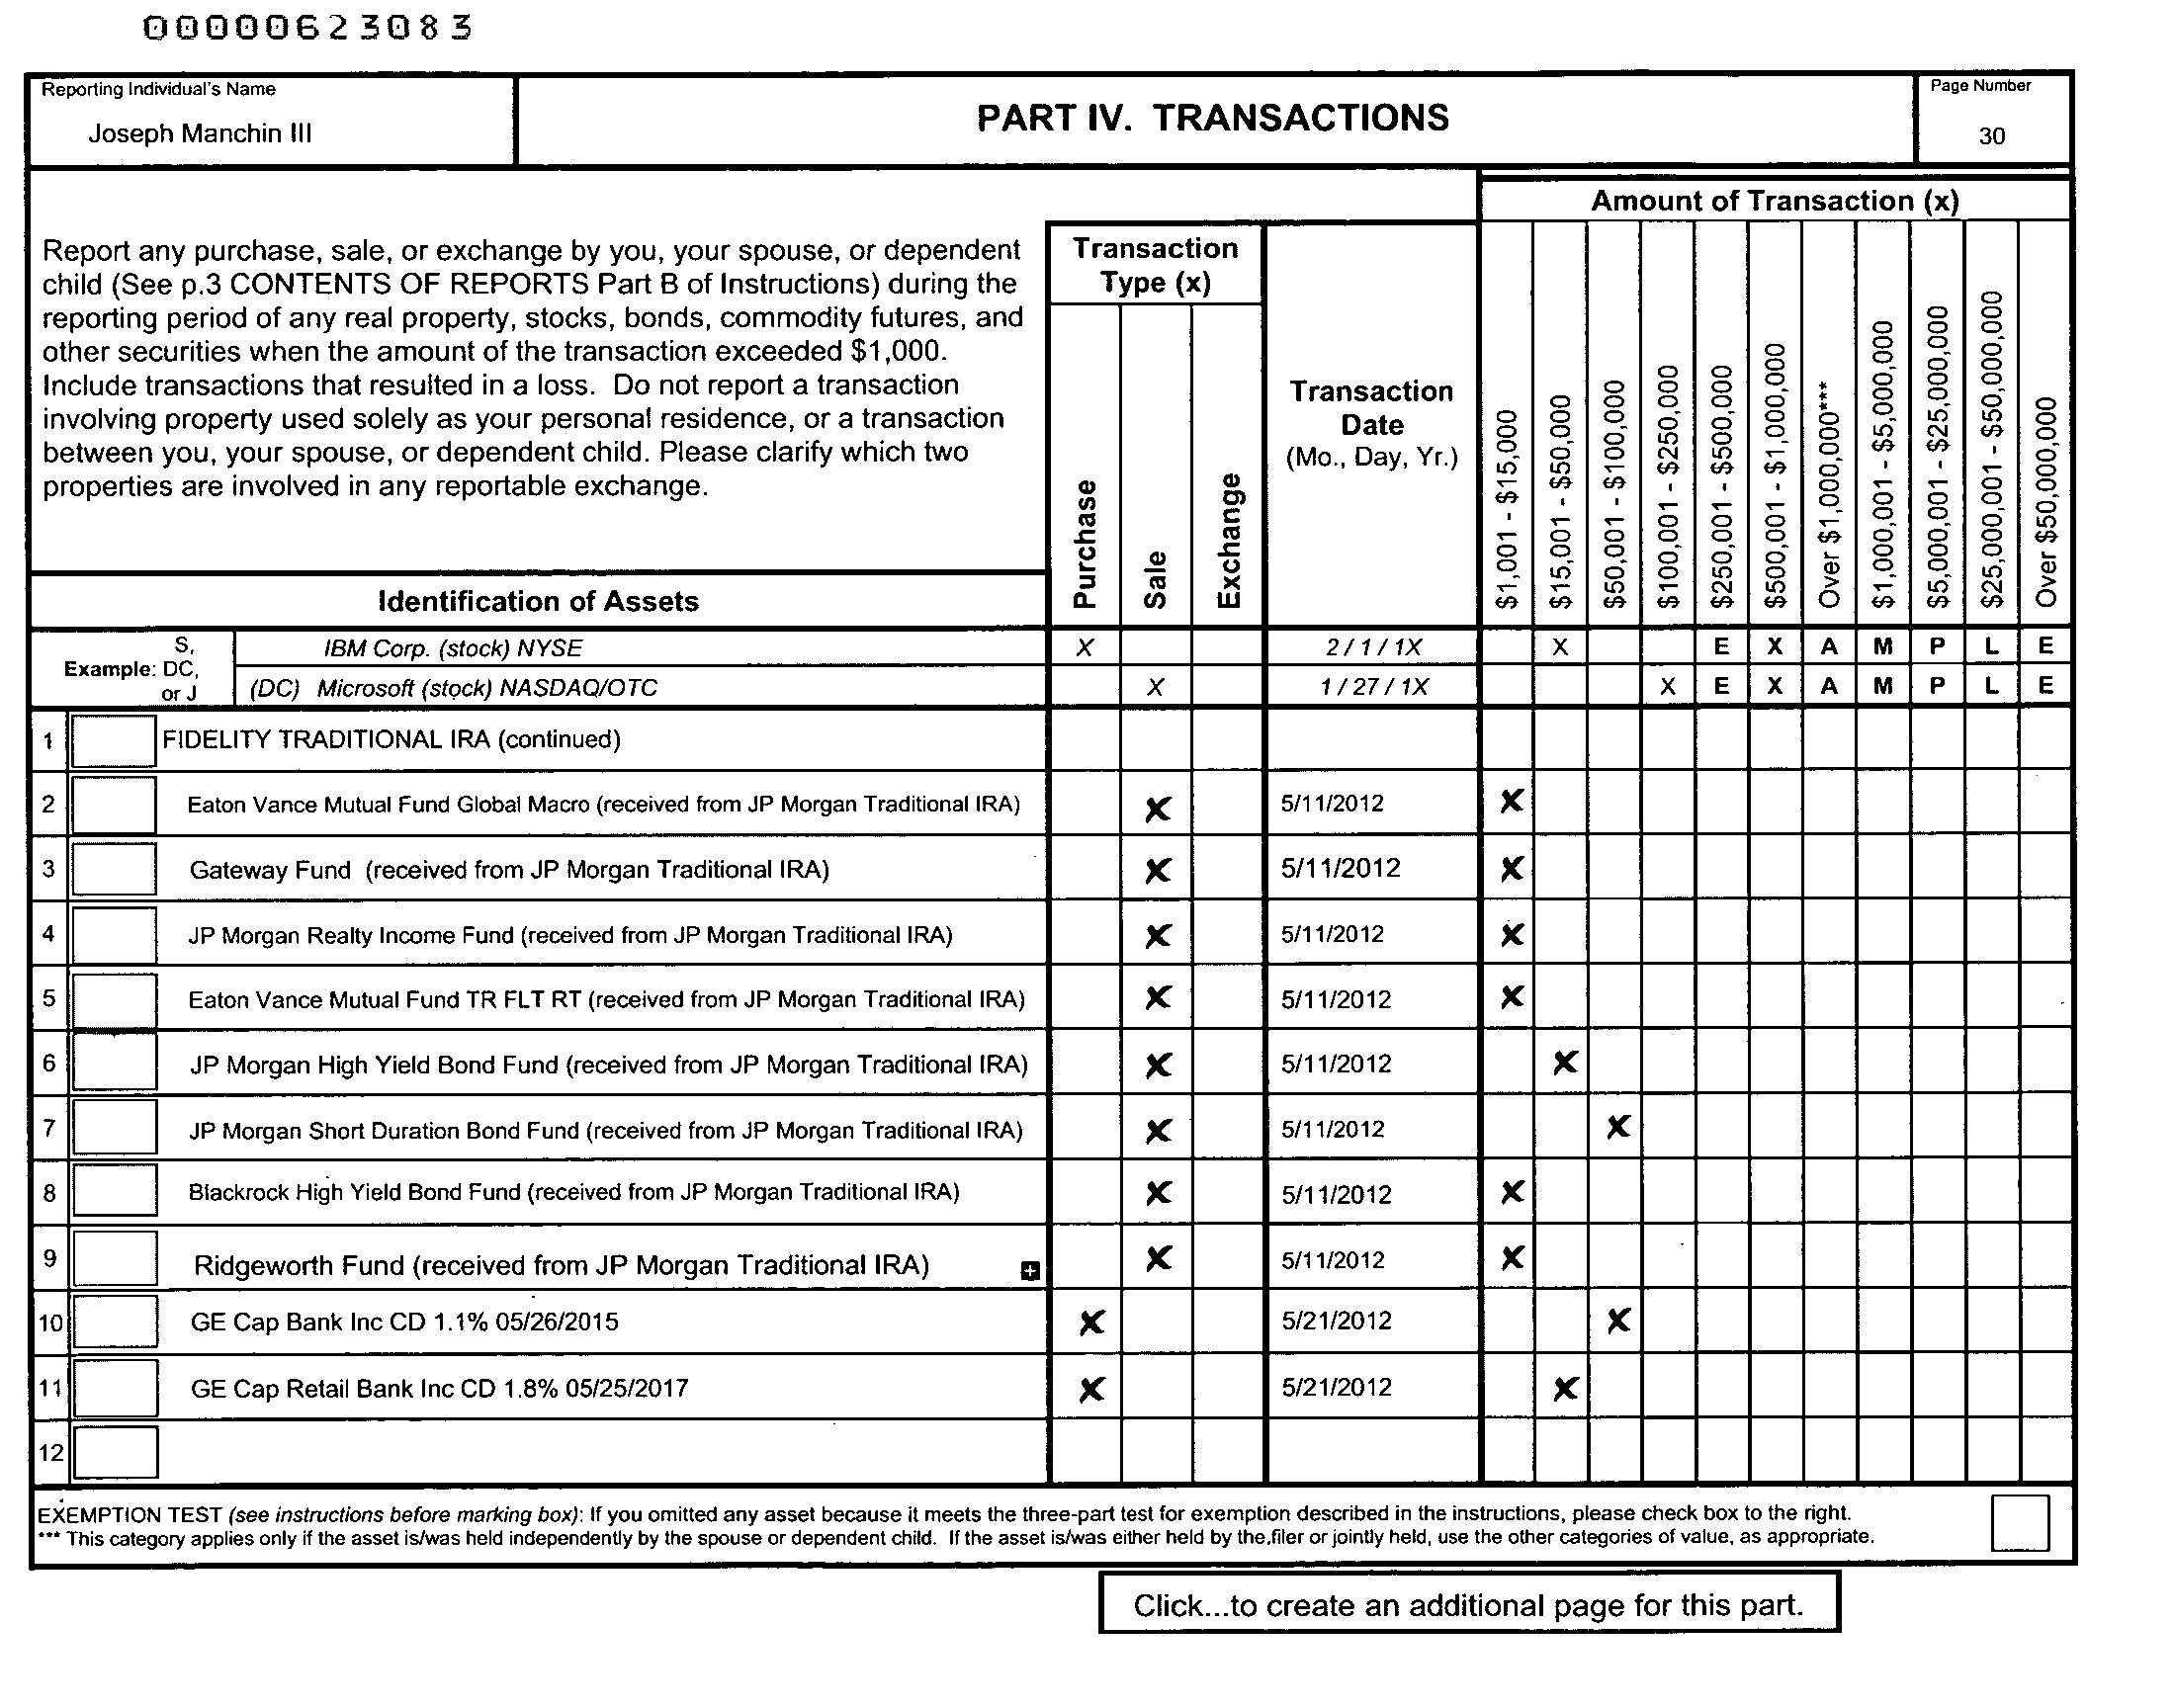 00000623083
Reporting Individual's Name
Joseph Manchin III
PART IV. TRANSACTIONS
Page Number
30
Report any purchase, sale, or exchange by you, your spouse, or dependent
child (See p.3 CONTENTS OF REPORTS Part B of Instructions) during the
reporting period of any real property, stocks, bonds, commodity futures, and
other securities when the amount of the transaction exceeded $1,000.
Include transactions that resulted in a loss. Do not report a transaction
involving property used solely as your personal residence, or a transaction
between you, your spouse, or dependent child. Please clarify which two
properties are involved in any reportable exchange.
Identification of Assets
Transaction
Type (x)
Purchase
Sale
Exchange
Transaction
Date
(Mo., Day, Yr.)
Amount of Transaction (x)
$1,001 - $15,000
$15,001 - $50,000
$50,001 - $100,000
$100,001 - $250,000
$250,001 - $500,000
$500,001 - $1,000,000
Over $1,000,000***
$1,000,001 - $5,000,000
$5,000,001 - $25,000,000
$25,000,001 - $50,000,000
Over $50,000,000
Example: S, DC, or J
IBM Corp. (stock) NYSE X 2 / 1 / 1X X E X A M P L E
(DC) Microsoft (stock) NASDAQ/OTC X 1 / 27 / 1X X E X A M P L E
1 FIDELITY TRADITIONAL IRA (continued)
2 Eaton Vance Mutual Fund Global Macro (received from JP Morgan Traditional IRA) X 5/11/2012 X
3 Gateway Fund (received from JP Morgan Traditional IRA) X 5/11/2012 X
4 JP Morgan Realty Income Fund (received from JP Morgan Traditional IRA) X 5/11/2012 X
5 Eaton Vance Mutual Fund TR FLT RT (received from JP Morgan Traditional IRA) X 5/11/2012 X
6 JP Morgan High Yield Bond Fund (received from JP Morgan Traditional IRA) X 5/11/2012 X
7 JP Morgan Short Duration Bond Fund (received from JP Morgan Traditional IRA) X 5/11/2012 X
8 Blackrock High Yield Bond Fund (received from JP Morgan Traditional IRA) X 5/11/2012 X
9 Ridgeworth Fund (received from JP Morgan Traditional IRA) + X 5/11/2012 X
10 GE Cap Bank Inc CD 1.1% 05/26/2015 X 5/21/2012 X
11 GE Cap Retail Bank Inc CD 1.8% 05/25/2017 X 5/21/2012 X
12
EXEMPTION TEST (see instructions before marking box): If you omitted any asset because it meets the three-part test for exemption described in the instructions, please check box to the right.
*** This category applies only if the asset is/was held independently by the spouse or dependent child. If the asset is/was either held by the filer or jointly held, use the other categories of value, as appropriate.
Click...to create an additional page for this part.